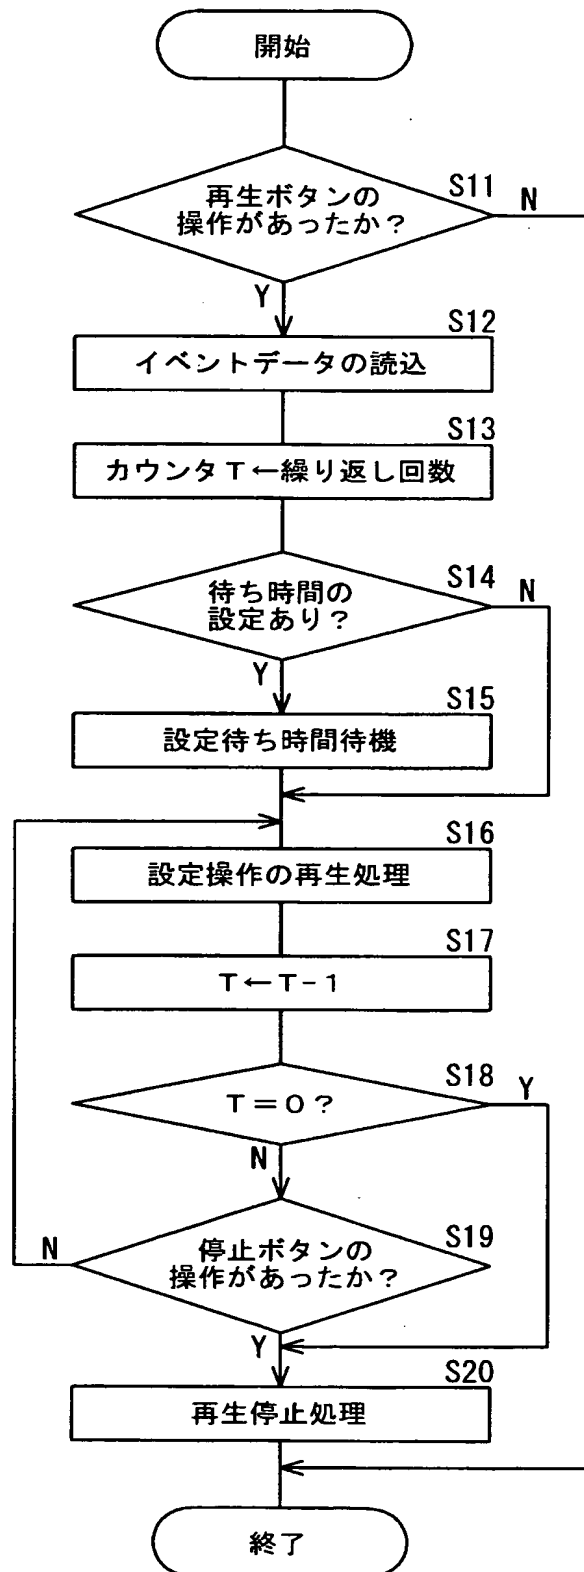 開始
S11
再生ボタンの
操作があったか?
N
Y
S12
イベントデータの読込
S13
カウンタT←繰り返し回数
S14
待ち時間の
設定あり?
N
Y
S15
設定待ち時間待機
S16
設定操作の再生処理
S17
T←T-1
S18
T=0?
Y
N
S19
停止ボタンの
操作があったか?
N
Y
S20
再生停止処理
終了